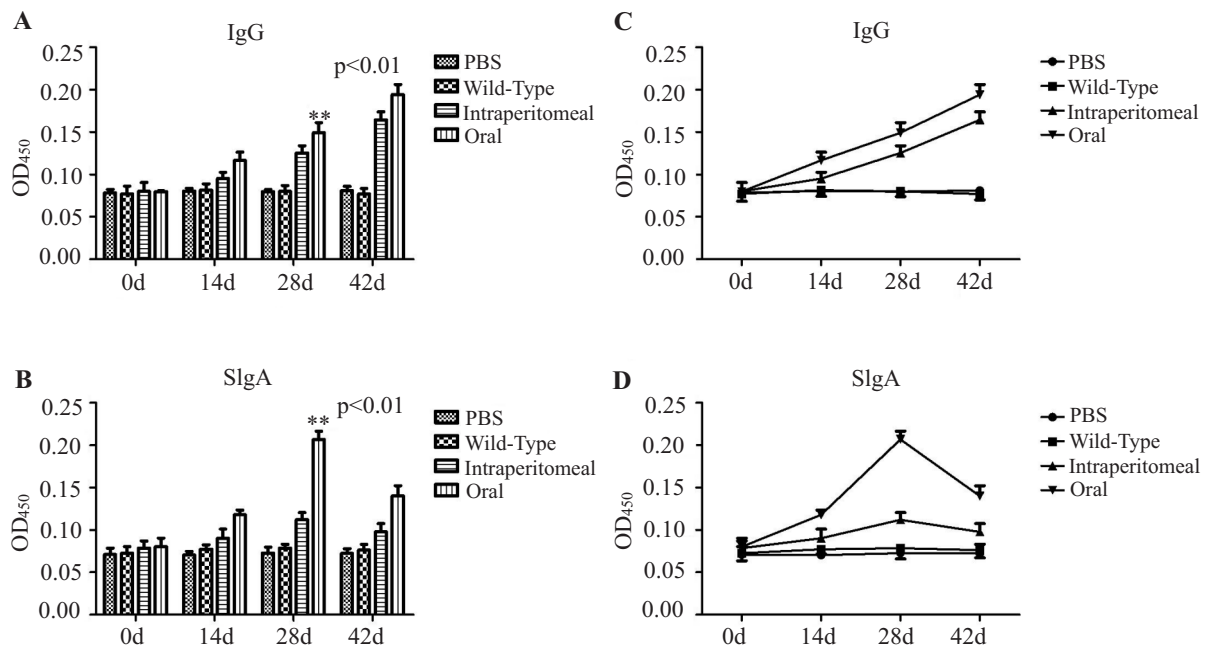 A
IgG
0.25
0.20
0.15
0.10
0.05
0.00
OD450
p<0.01
**
0d 14d 28d 42d
PBS
Wild-Type
Intraperitomeal
Oral
C
IgG
0.25
0.20
0.15
0.10
0.05
0.00
OD450
0d 14d 28d 42d
PBS
Wild-Type
Intraperitomeal
Oral
B
SlgA
0.25
0.20
0.15
0.10
0.05
0.00
OD450
**
p<0.01
0d 14d 28d 42d
PBS
Wild-Type
Intraperitomeal
Oral
D
SlgA
0.25
0.20
0.15
0.10
0.05
0.00
OD450
0d 14d 28d 42d
PBS
Wild-Type
Intraperitomeal
Oral